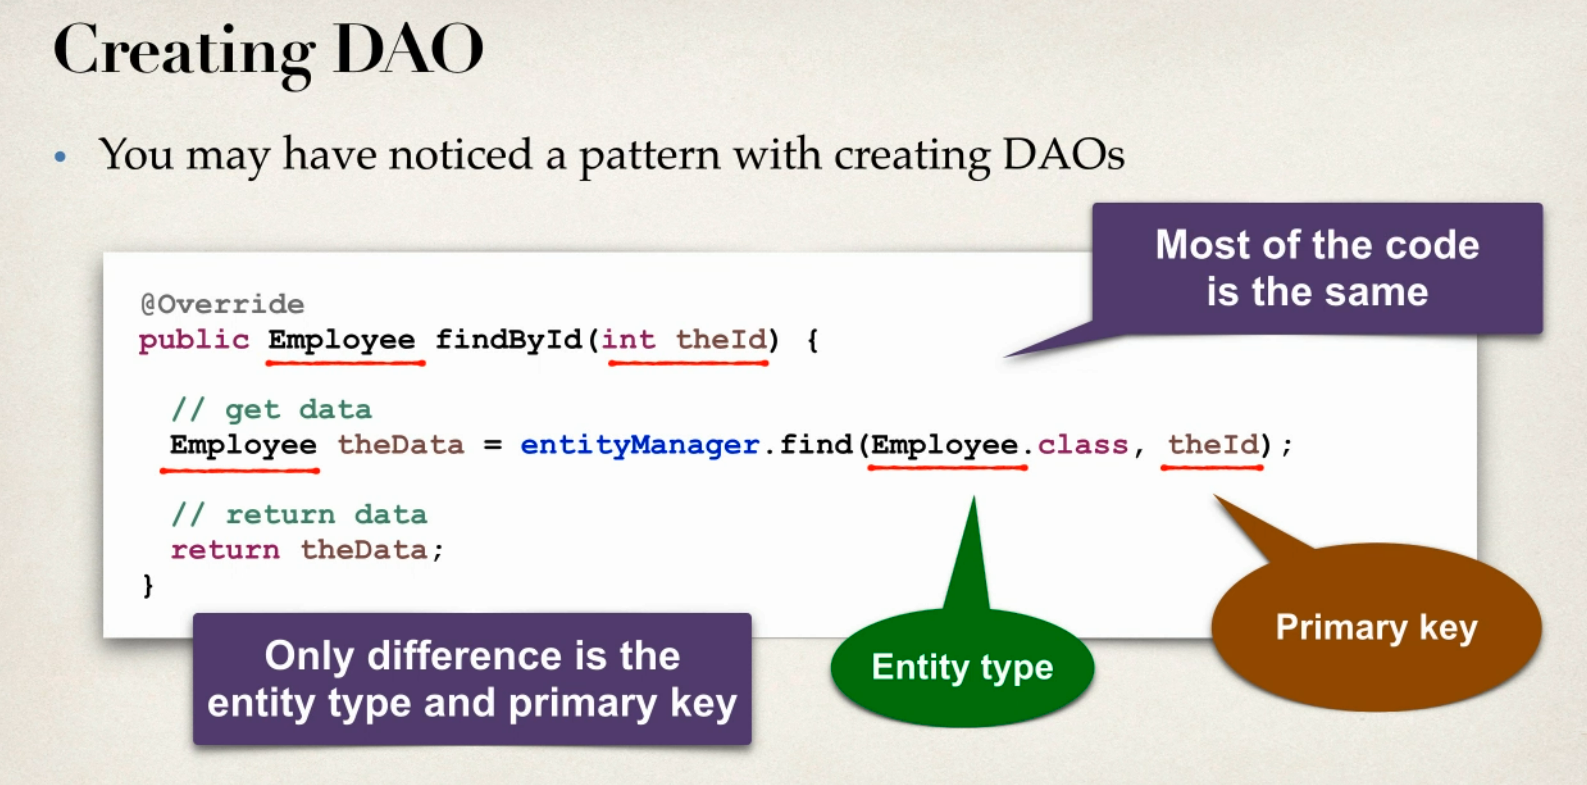 Creating DAO
• You may have noticed a pattern with creating DAOs
Most of the code
is the same
@Override
public Employee findById(int theId) {
// get data
Employee theData = entityManager.find(Employee.class, theId);
// return data
return theData;
}
Only difference is the
entity type and primary key
Entity type
Primary key